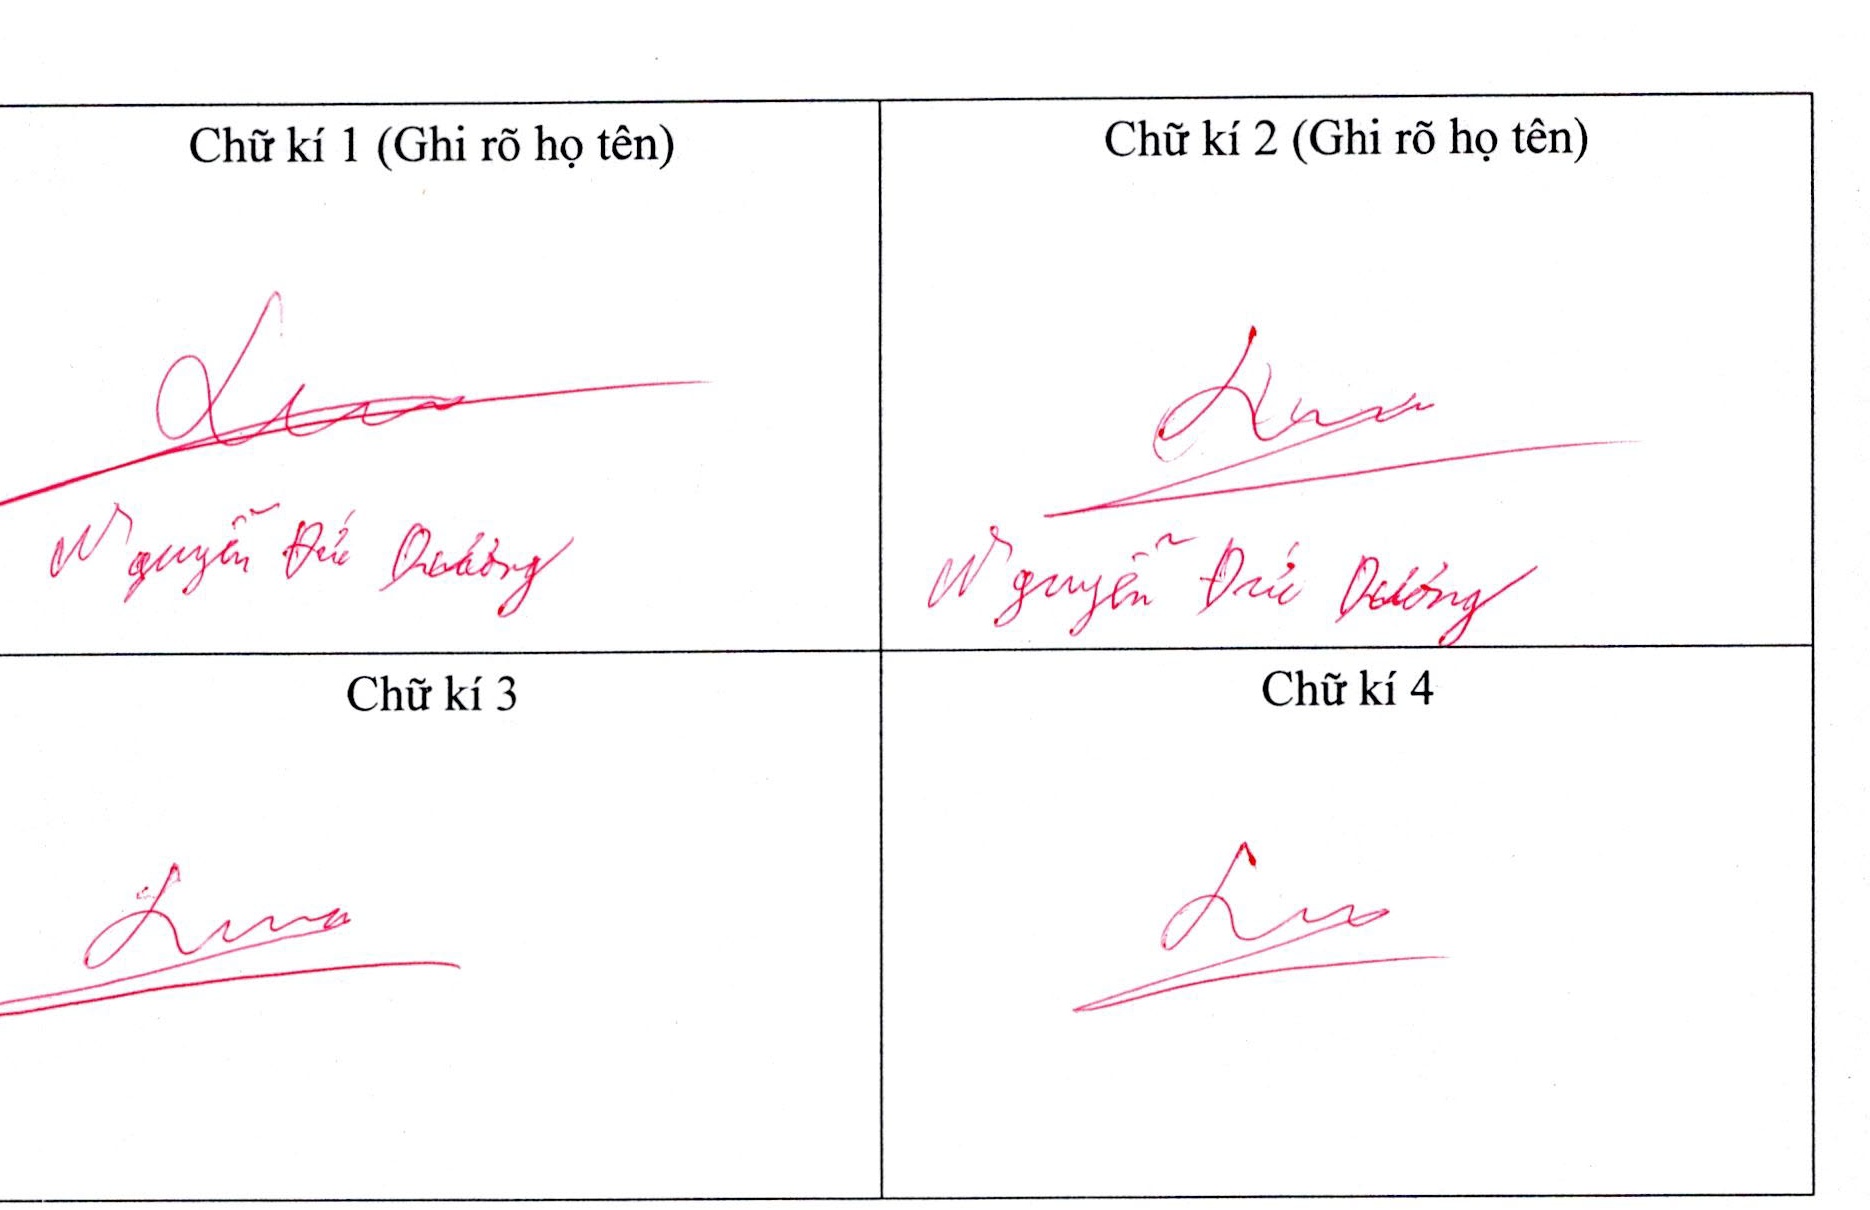 Chữ kí 1 (Ghi rõ họ tên)
Chữ kí 2 (Ghi rõ họ tên)
Nguyễn Đức Dương
Nguyễn Đức Dương
Chữ kí 3
Chữ kí 4